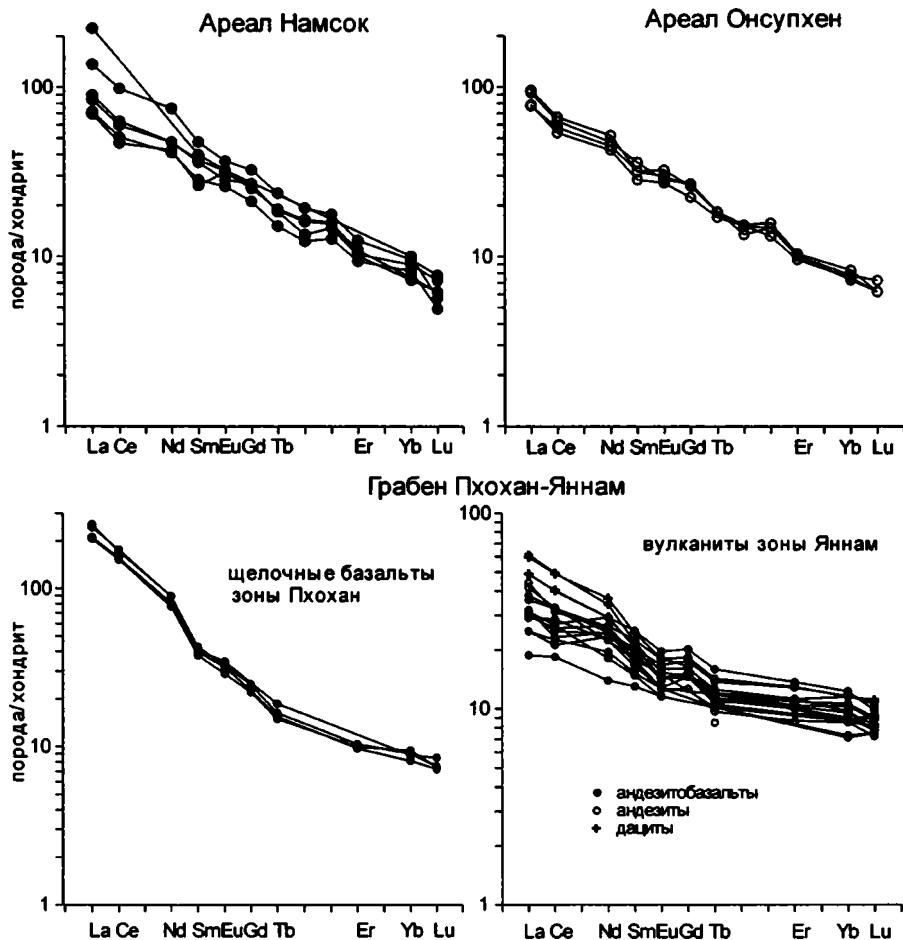 Ареал Намсок
Ареал Онсупхен
порода/хондрит
100
10
1
La Ce Nd Sm Eu Gd Tb Er Yb Lu
100
10
1
La Ce Nd Sm Eu Gd Tb Er Yb Lu
Грабен Пхохан-Яннам
порода/хондрит
щелочные базальты
зоны Пхохан
100
10
1
La Ce Nd Sm Eu Gd Tb Er Yb Lu
вулканиты зоны Яннам
100
10
1
андезитобазальты
андезиты
дациты
La Ce Nd Sm Eu Gd Tb Er Yb Lu